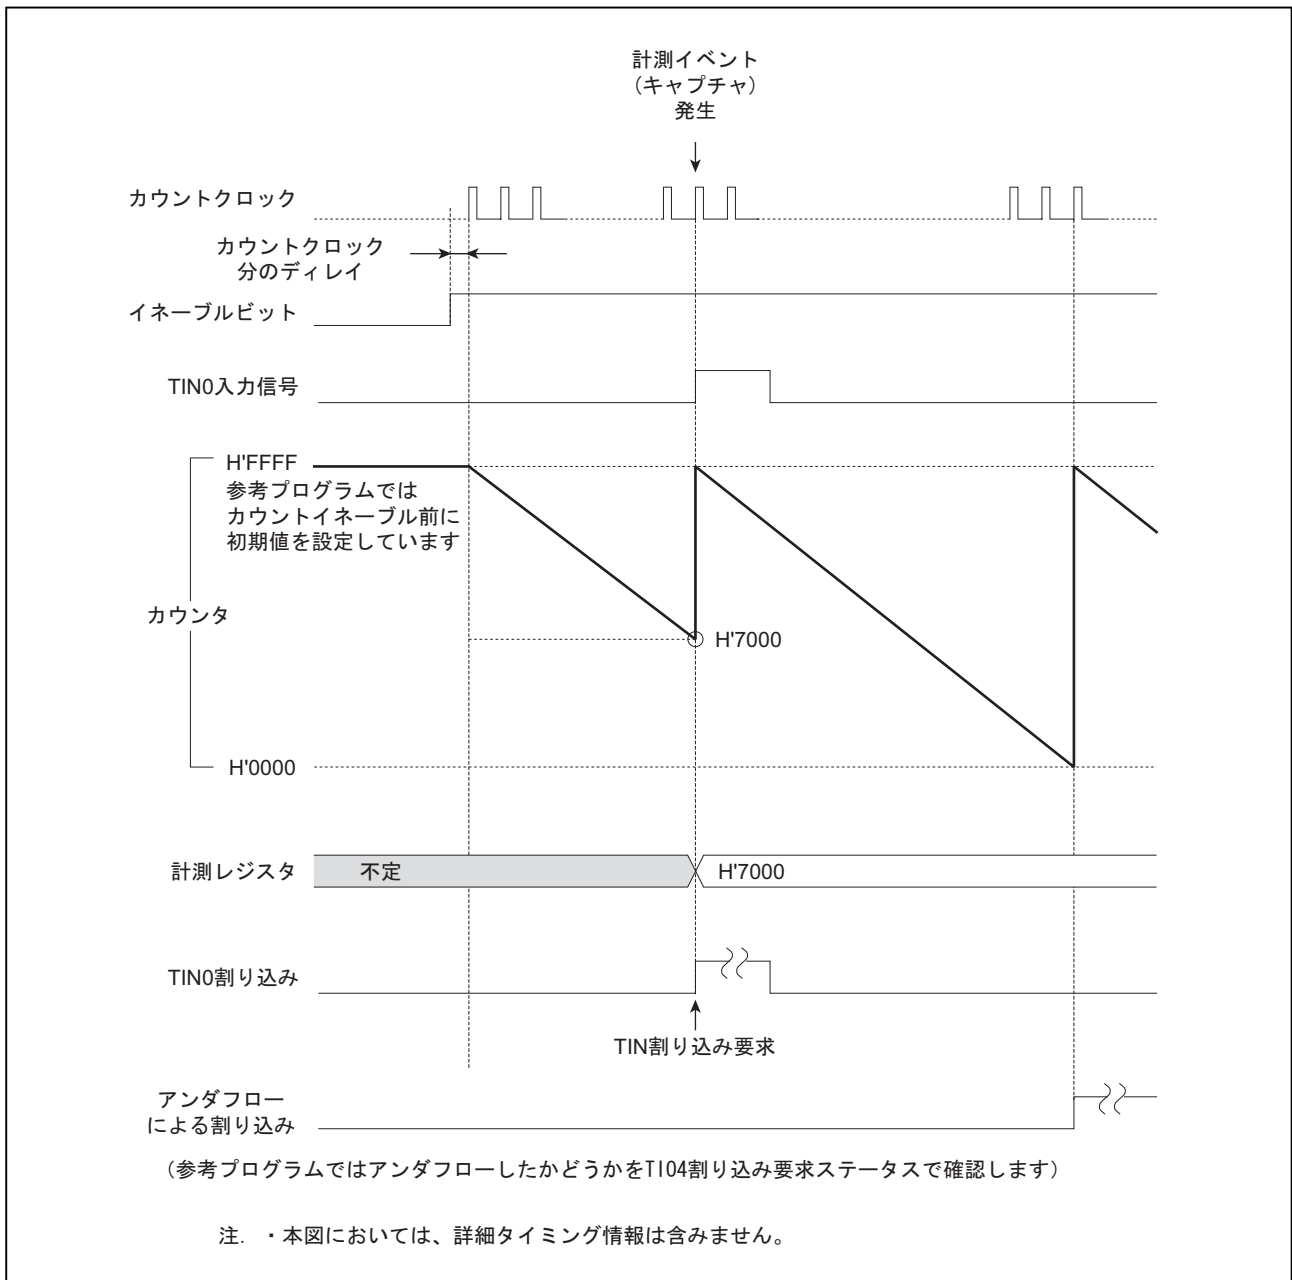 計測イベント
（キャプチャ）
発生
カウントクロック
カウントクロック
分のディレイ
イネーブルビット
TIN0入力信号
H'FFFF
参考プログラムでは
カウントイネーブル前に
初期値を設定しています
カウンタ
H'7000
H'0000
計測レジスタ
不定
H'7000
TIN0割り込み
TIN割り込み要求
アンダフロー
による割り込み
（参考プログラムではアンダフローしたかどうかをTIO4割り込み要求ステータスで確認します）
注. ・本図においては、詳細タイミング情報は含みません。